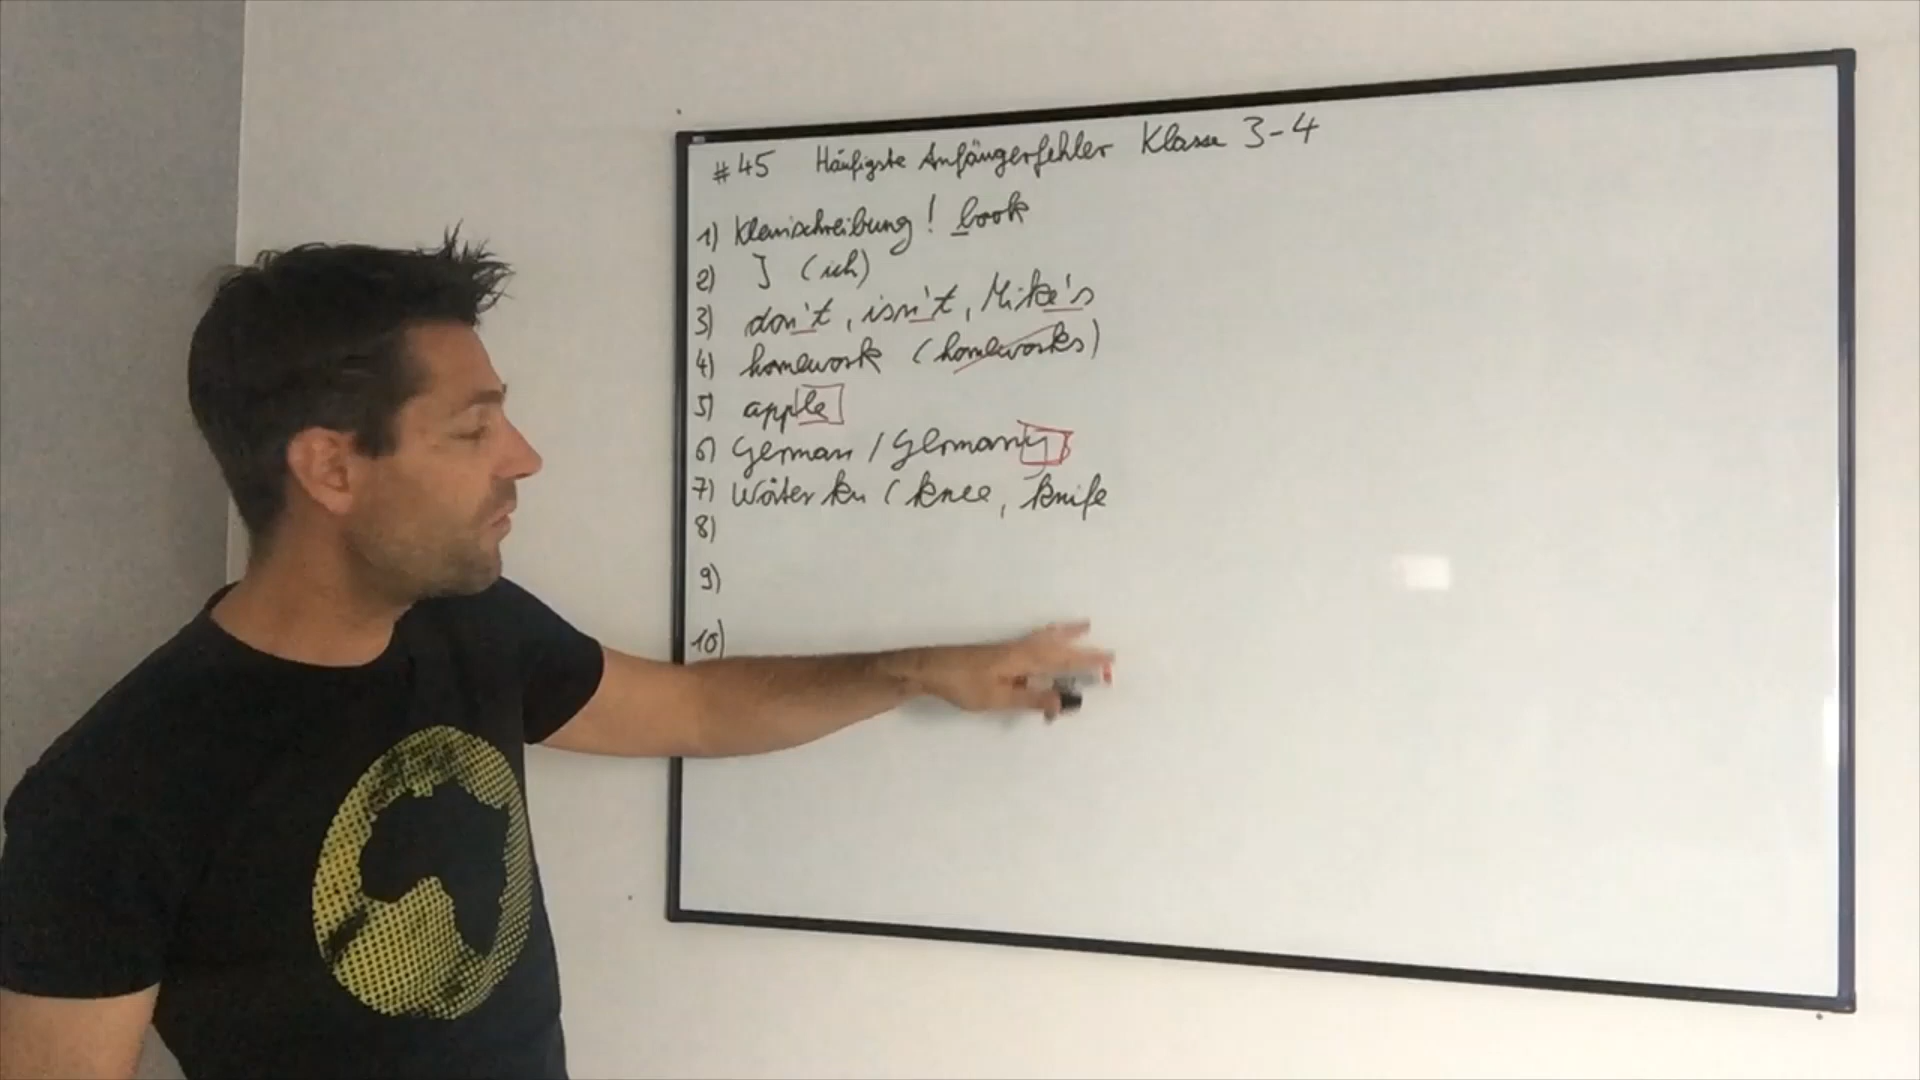 #45 Häufigste Anfängerfehler Klasse 3-4
1) Kleinschreibung! book
2) I (ich)
3) don't, isn't, Mike's
4) homework (homeworks)
5) apple
6) German / Germany
7) Wörter kn (knee, knife
8)
9)
10)